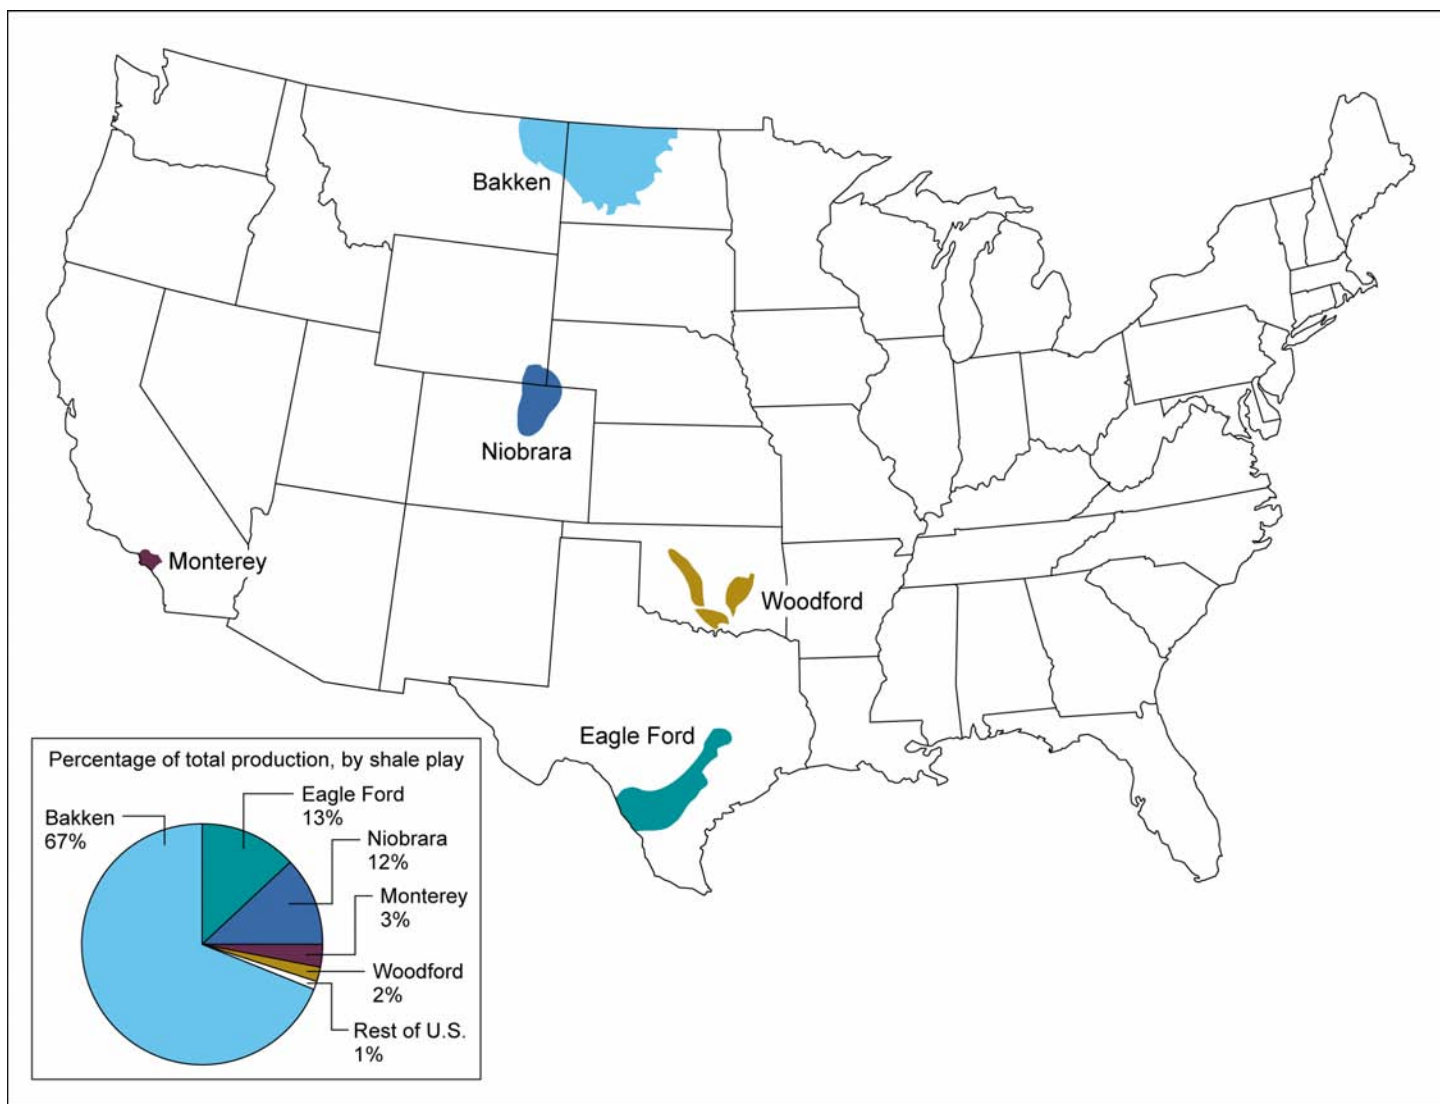 Bakken
Niobrara
Monterey
Woodford
Eagle Ford
Percentage of total production, by shale play
Bakken
67%
Eagle Ford
13%
Niobrara
12%
Monterey
3%
Woodford
2%
Rest of U.S.
1%